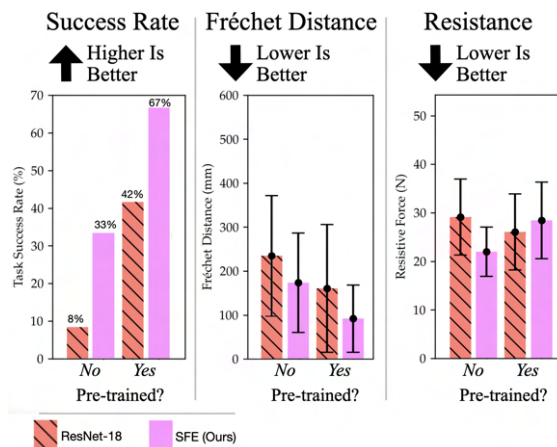 Success Rate
Higher Is
Better
Task Success Rate (%)
70
60
50
40
30
20
10
0
8%
33%
42%
67%
No
Yes
Pre-trained?
Fréchet Distance
Lower Is
Better
Fréchet Distance (mm)
600
500
400
300
200
100
0
No
Yes
Pre-trained?
Resistance
Lower Is
Better
Resistive Force (N)
50
40
30
20
10
0
No
Yes
Pre-trained?
ResNet-18
SFE (Ours)